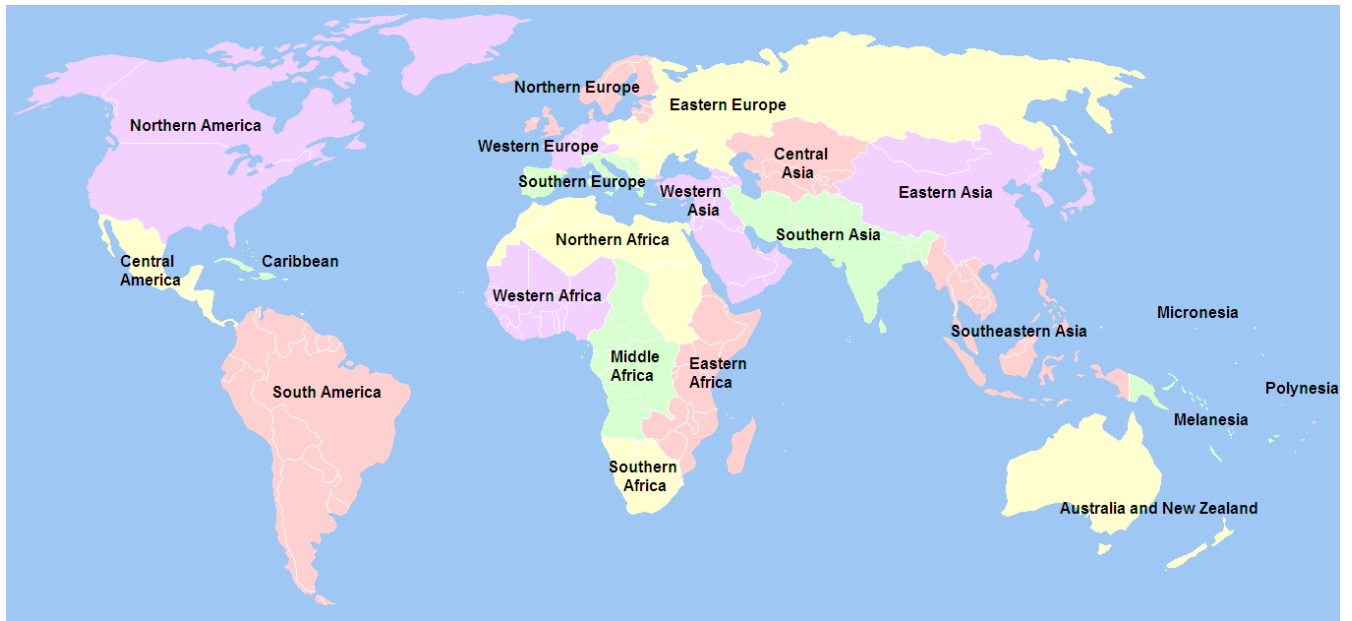 Northern Europe
Eastern Europe
Northern America
Western Europe
Central
Asia
Southern Europe
Western
Asia
Eastern Asia
Southern Asia
Northern Africa
Central
America
Caribbean
Western Africa
Micronesia
Southeastern Asia
Middle
Africa
Eastern
Africa
South America
Polynesia
Melanesia
Southern
Africa
Australia and New Zealand